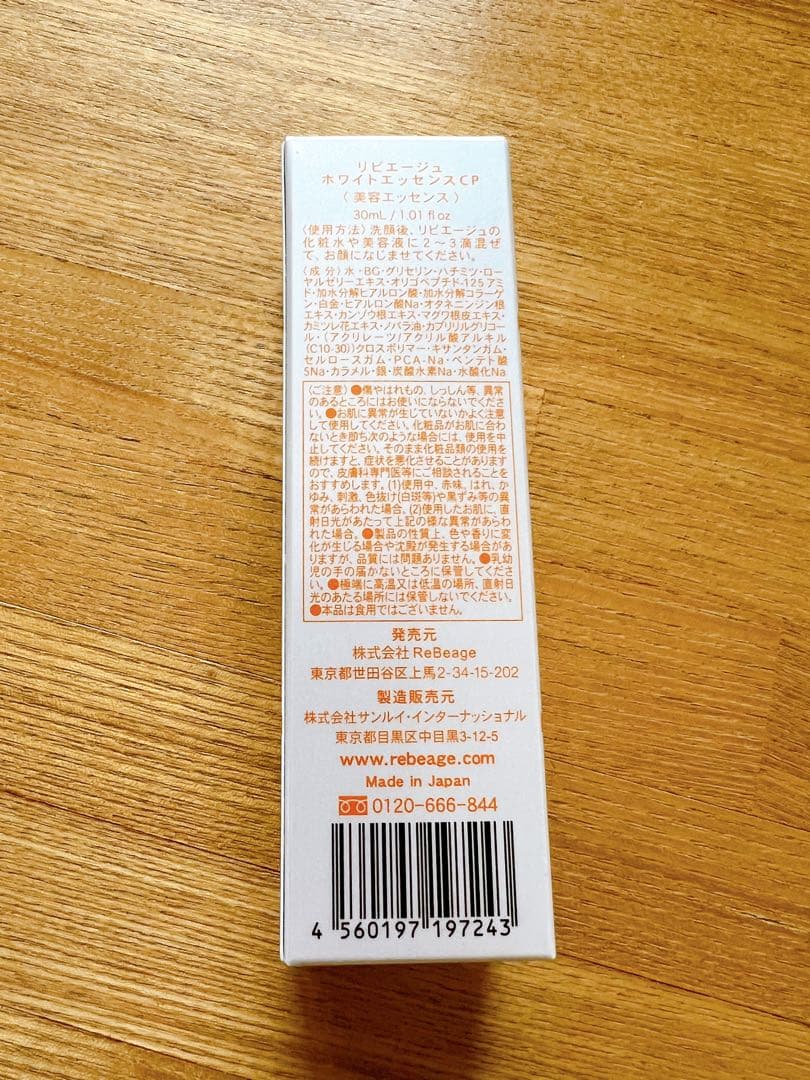 リビエージュ
ホワイトエッセンスCP
〈 美容エッセンス 〉
30mL / 1.01 fl oz
〈使用方法〉洗顔後、リビエージュの
化粧水や美容液に2〜3滴混ぜ
て、お顔になじませてください。
〈成 分〉水・BG・グリセリン・ハチミツ・ロー
ヤルゼリーエキス・オリゴペプチド-125アミ
ド・加水分解ヒアルロン酸・加水分解コラーゲ
ン・白金・ヒアルロン酸Na・オタネニンジン根
エキス・カンゾウ根エキス・マグワ根皮エキス・
カミツレ花エキス・ノバラ油・カプリリルグリコー
ル・(アクリレーツ/アクリル酸アルキル
(C10-30))クロスポリマー・キサンタンガム・
セルロースガム・PCA-Na・ペンテト酸
5Na・カラメル・銀・炭酸水素Na・水酸化Na
〈ご注意〉●傷やはれもの、しっしん等、異常
のあるところにはお使いにならないでくださ
い。●お肌に異常が生じていないかよく注意
して使用してください。化粧品がお肌に合わ
ないとき即ち次のような場合には、使用を中
止してください。そのまま化粧品類の使用を
続けますと、症状を悪化させることがあります
ので、皮膚科専門医等にご相談されることを
おすすめします。(1)使用中、赤味、はれ、か
ゆみ、刺激、色抜け(白斑等)や黒ずみ等の異
常があらわれた場合。(2)使用したお肌に、直
射日光があたって上記の様な異常があらわ
れた場合。●製品の性質上、色や香りに変
化が生じる場合や沈殿が発生する場合があ
りますが、品質には問題ありません。●乳幼
児の手の届かないところに保管してくださ
い。●極端に高温又は低温の場所、直射日
光のあたる場所には保管しないでください。
●本品は食用ではございません。
発売元
株式会社ReBeage
東京都世田谷区上馬2-34-15-202
製造販売元
株式会社サンルイ・インターナッショナル
東京都目黒区中目黒3-12-5
www.rebeage.com
Made in Japan
0120-666-844
4 560197 197243